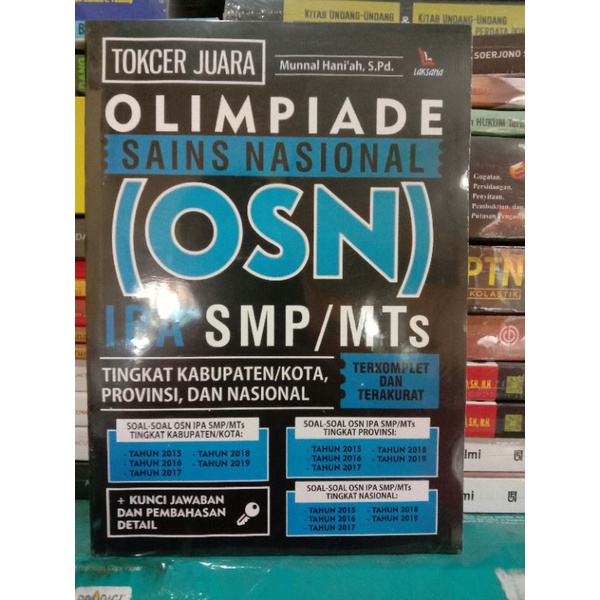 KITAB UNDANG-UNDANG
KITAB UNDANG-UNDANG
TOKCER JUARA
Munnal Hani'ah, S.Pd.
Laksana
OLIMPIADE
SAINS NASIONAL
(OSN)
IPA SMP/MTs
TINGKAT KABUPATEN/KOTA,
PROVINSI, DAN NASIONAL
TERKOMPLET
DAN
TERAKURAT
SOAL-SOAL OSN IPA SMP/MTs
TINGKAT KABUPATEN/KOTA:
- TAHUN 2015 - TAHUN 2018
- TAHUN 2016 - TAHUN 2019
- TAHUN 2017
SOAL-SOAL OSN IPA SMP/MTs
TINGKAT PROVINSI:
- TAHUN 2015 - TAHUN 2018
- TAHUN 2016 - TAHUN 2019
- TAHUN 2017
+ KUNCI JAWABAN
DAN PEMBAHASAN
DETAIL
SOAL-SOAL OSN IPA SMP/MTs
TINGKAT NASIONAL:
- TAHUN 2015 - TAHUN 2018
- TAHUN 2016 - TAHUN 2019
- TAHUN 2017
SOERJONO
HUKUM
Gugatan,
Persidangan,
Penyitaan,
Pembuktian, dan
Putusan
PTN
KOLASTIK